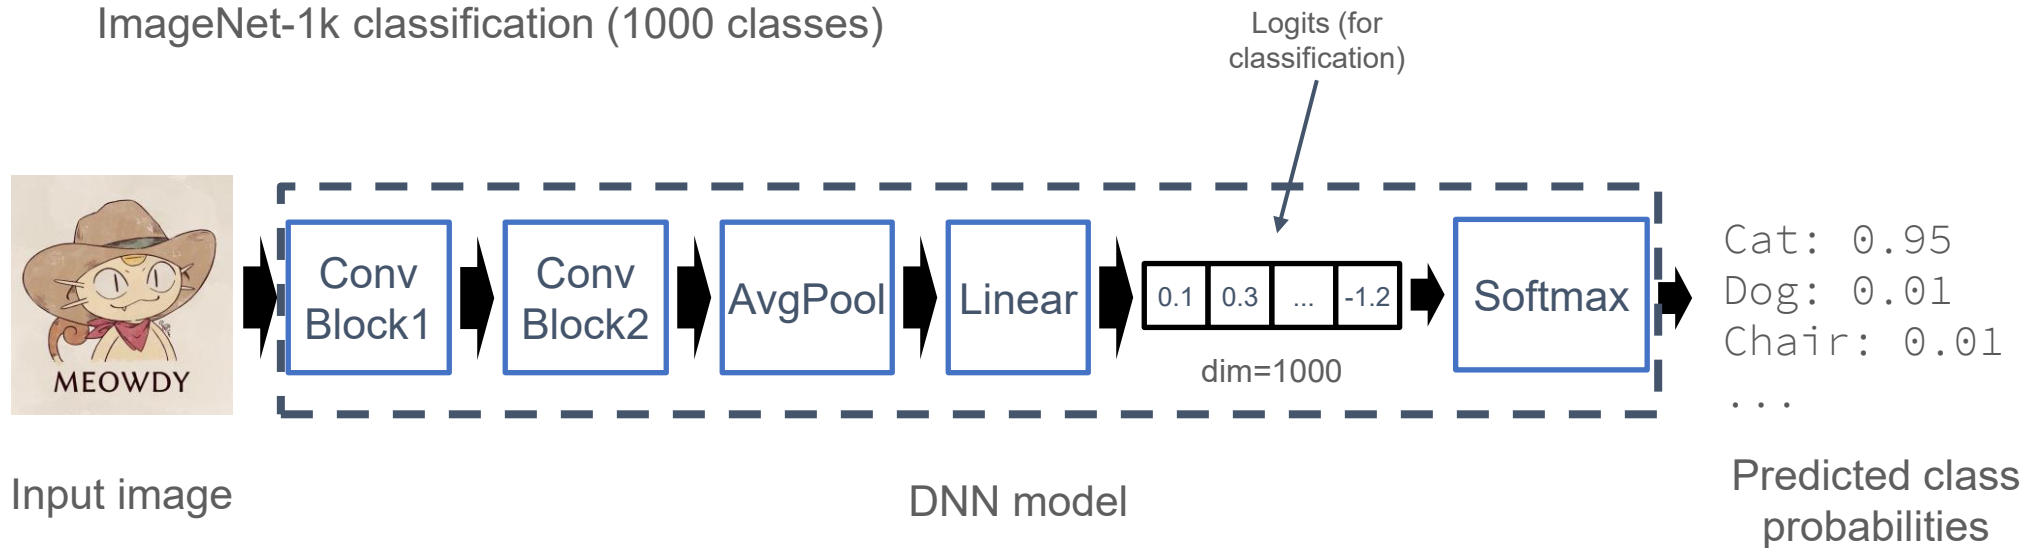 ImageNet-1k classification (1000 classes)
Logits (for
classification)
MEOWDY
Conv
Block1
Conv
Block2
AvgPool
Linear
0.1 0.3 ... -1.2
dim=1000
Softmax
Cat: 0.95
Dog: 0.01
Chair: 0.01
...
Input image
DNN model
Predicted class
probabilities